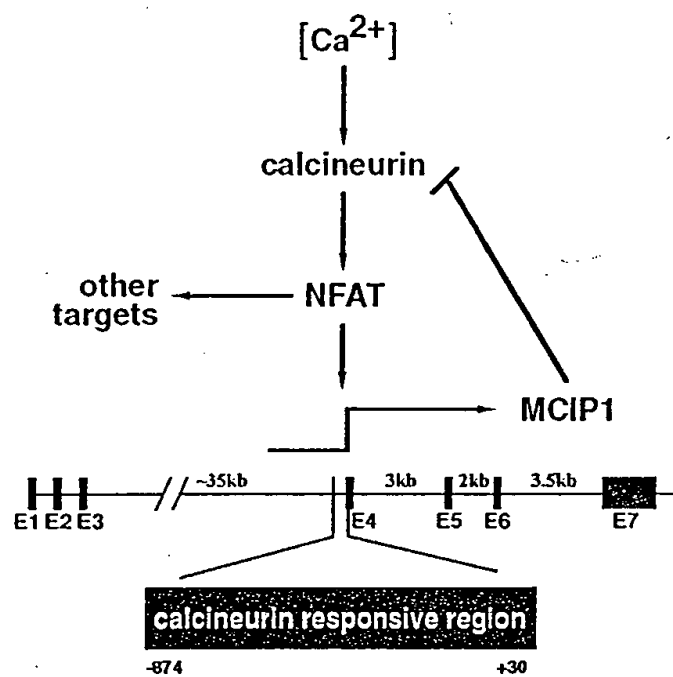 [Ca2+]
calcineurin
other
targets
NFAT
MCIP1
~35kb
3kb
2kb
3.5kb
E1
E2
E3
E4
E5
E6
E7
calcineurin responsive region
-874
+30